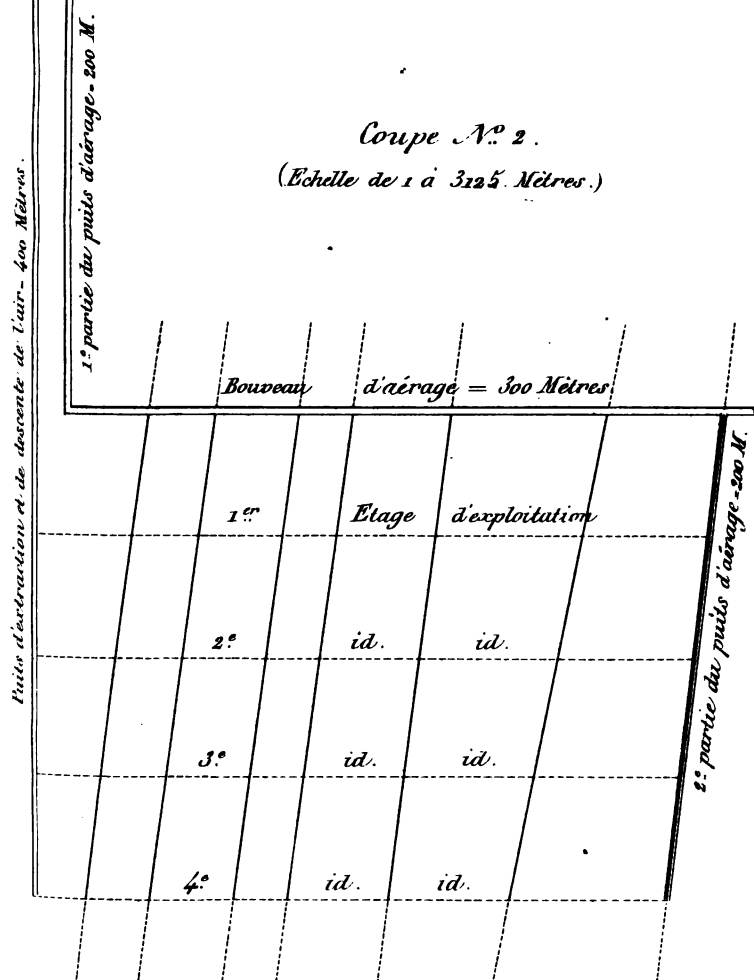 Coupe N.º 2.
(Echelle de 1 à 3125. Mètres.)
Puits d'extraction et de descente de l'air - 400 Mètres.
1.º partie du puits d'aérage - 200 M.
Bouveau d'aérage = 300 Mètres
1.er Etage d'exploitation
2.e id. id.
3.e id. id.
4.e id. id.
2.º partie du puits d'aérage - 200 M.